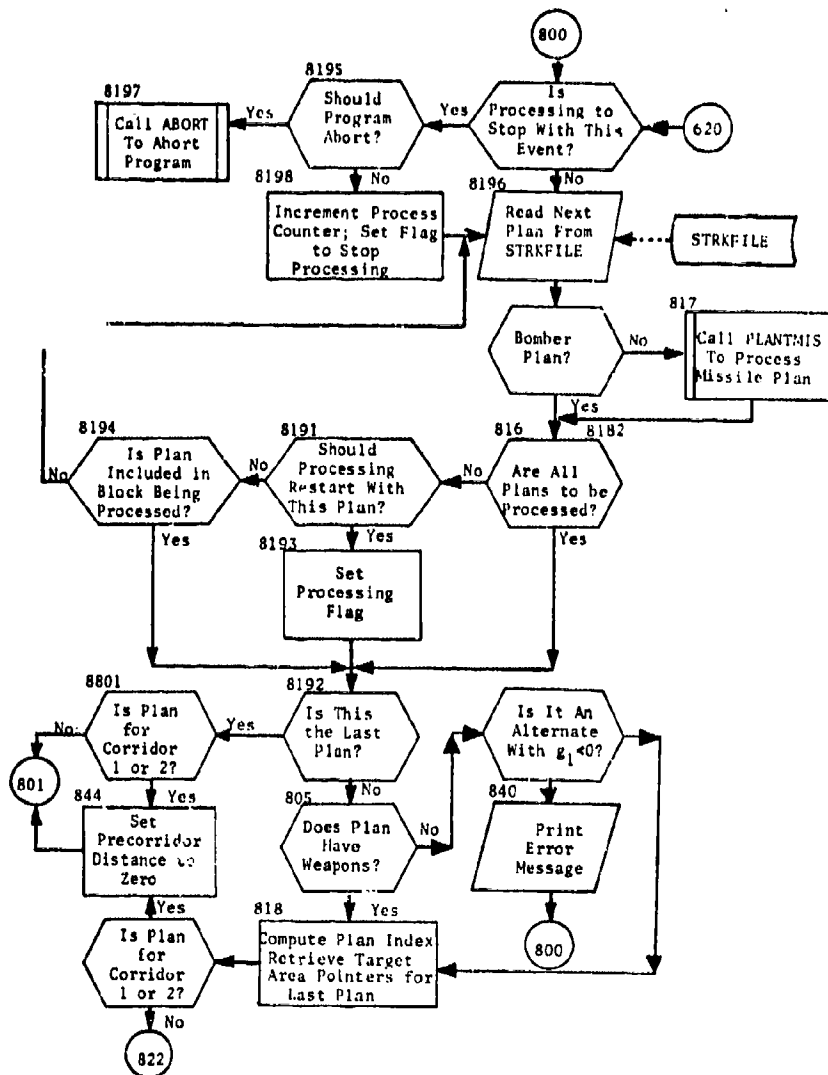 800
8195
Should
Program
Abort?
Is
Processing to
Stop With This
Event?
8197
Call ABORT
To Abort
Program
Yes
Yes
620
No
No
8198
Increment Process
Counter; Set Flag
to Stop
Processing
8196
Read Next
Plan From
STRKFILE
STRKFILE
Bomber
Plan?
No
817
Call PLANTMIS
To Process
Missile Plan
Yes
8194
Is Plan
Included in
Block Being
Processed?
No
8191
Should
Processing
Restart With
This Plan?
No
816
8182
Are All
Plans to be
Processed?
No
Yes
Yes
Yes
8193
Set
Processing
Flag
8801
Is Plan
for
Corridor
1 or 2?
No
Yes
8192
Is This
the Last
Plan?
Is It An
Alternate
With g1<0?
801
Yes
No
844
Set
Precorridor
Distance
Zero
805
Does Plan
Have
Weapons?
No
840
Print
Error
Message
Yes
Yes
818
Compute Plan Index
Retrieve Target
Area Pointers for
Last Plan
Is Plan
for
Corridor
1 or 2?
800
No
822